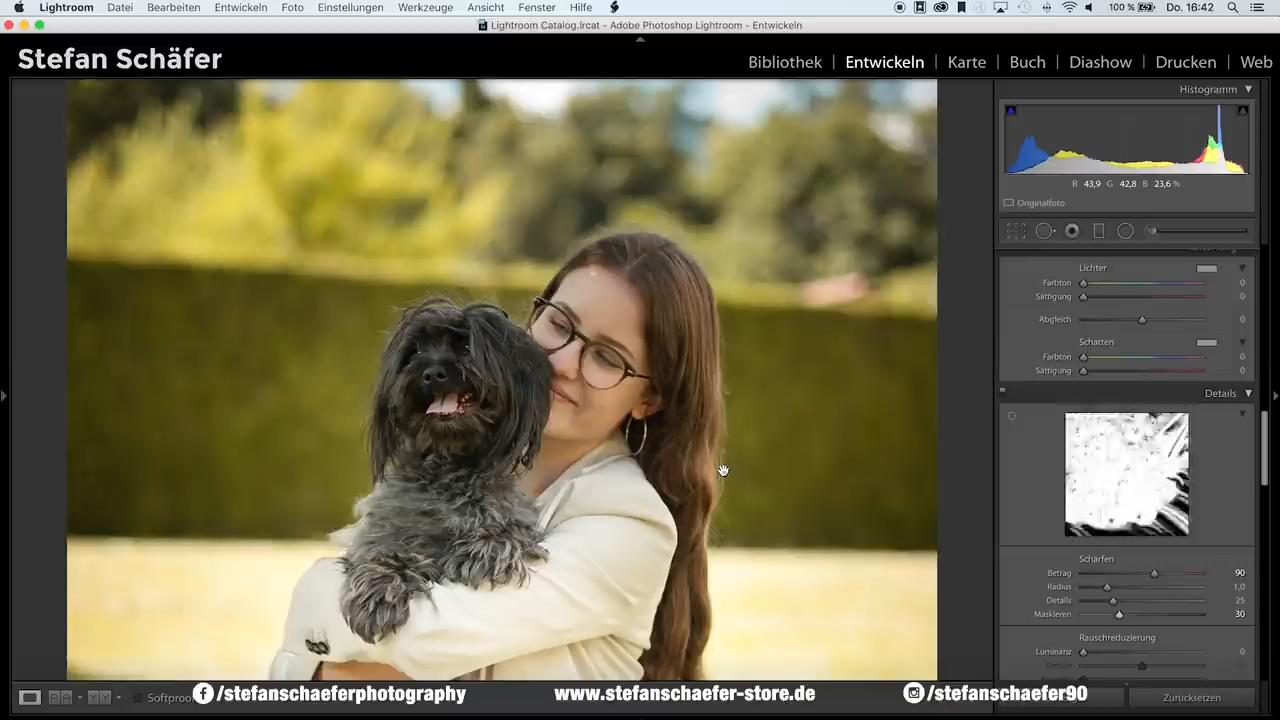 Lightroom Datei Bearbeiten Entwickeln Foto Einstellungen Werkzeuge Ansicht Fenster Hilfe 100 % Do. 16:42
Lightroom Catalog.lrcat - Adobe Photoshop Lightroom - Entwickeln
Stefan Schäfer
Bibliothek | Entwickeln | Karte | Buch | Diashow | Drucken | Web
Histogramm
R 43,9 G 42,8 B 23,6 %
Originalfoto
Lichter
Farbton 0
Sättigung 0
Abgleich 0
Schatten
Farbton 0
Sättigung 0
Details
Schärfen
Betrag 90
Radius 1,0
Details 25
Maskieren 30
Rauschreduzierung
Luminanz 0
Details
Softproo
/stefanschaeferphotography
www.stefanschaefer-store.de
/stefanschaefer90
Zurücksetzen